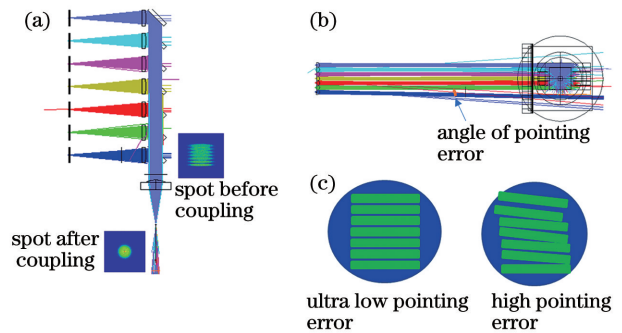 (a)
spot before
coupling
spot after
coupling
(b)
angle of pointing
error
(c)
ultra low pointing
error
high pointing
error